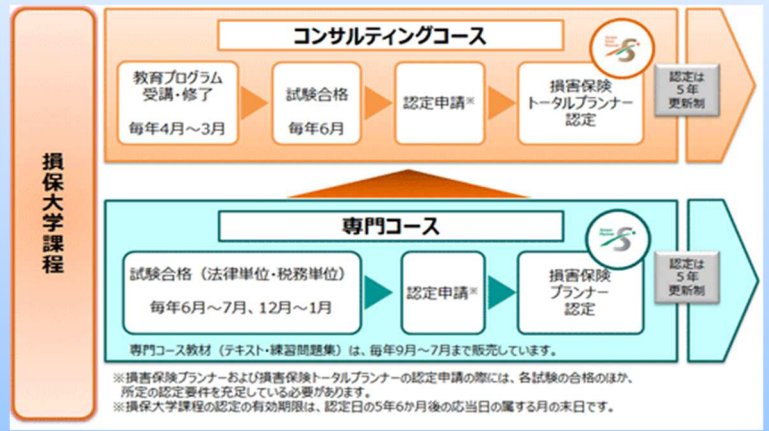 損保大学課程
コンサルティングコース
教育プログラム
受講・修了
毎年4月～3月
試験合格
毎年6月
認定申請※
損害保険
トータルプランナー
認定
認定は
5年
更新制
専門コース
試験合格（法律単位・税務単位）
毎年6月～7月、12月～1月
認定申請※
損害保険
プランナー
認定
認定は
5年
更新制
専門コース教材（テキスト・練習問題集）は、毎年9月～7月まで販売しています。
※損害保険プランナーおよび損害保険トータルプランナーの認定申請の際には、各試験の合格のほか、
所定の認定要件を充足している必要があります。
※損保大学課程の認定の有効期限は、認定日の5年6か月後の応当日の属する月の末日です。